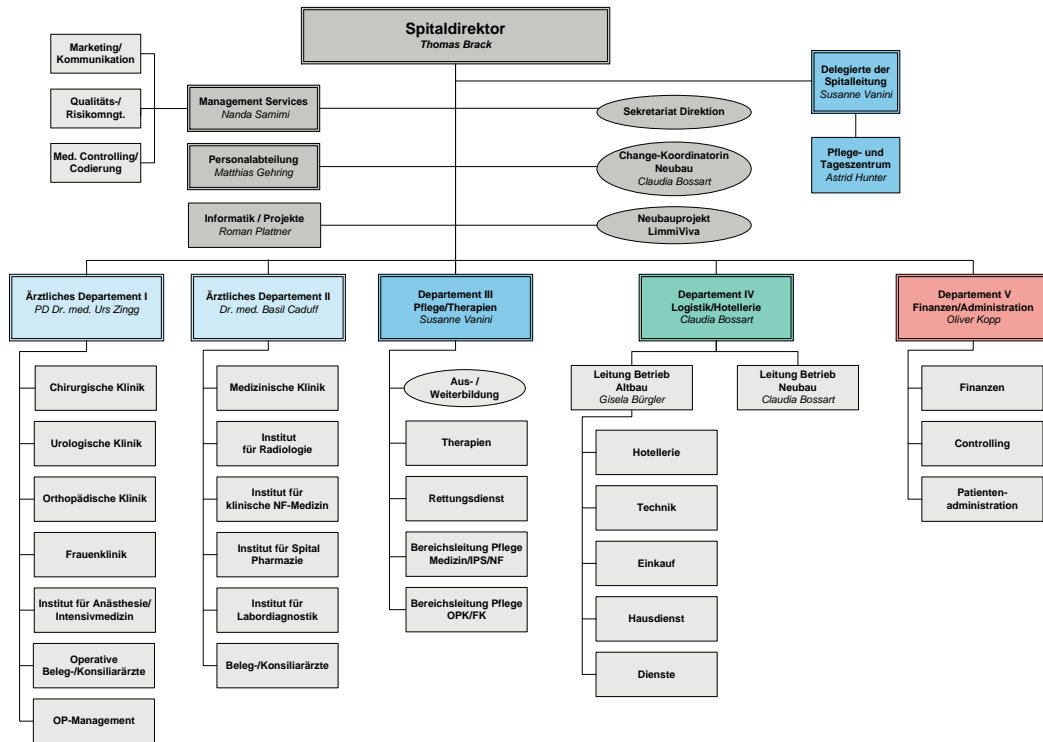 Spitaldirektor
Thomas Brack
Marketing/
Kommunikation
Qualitäts-/
Risikomngt.
Med. Controlling/
Codierung
Management Services
Nanda Samimi
Personalabteilung
Matthias Gehring
Informatik / Projekte
Roman Plattner
Sekretariat Direktion
Change-Koordinatorin
Neubau
Claudia Bossart
Neubauprojekt
LimmiViva
Delegierte der
Spitalleitung
Susanne Vanini
Pflege- und
Tageszentrum
Astrid Hunter
Ärztliches Departement I
PD Dr. med. Urs Zingg
Chirurgische Klinik
Urologische Klinik
Orthopädische Klinik
Frauenklinik
Institut für Anästhesie/
Intensivmedizin
Operative
Beleg-/Konsiliarärzte
OP-Management
Ärztliches Departement II
Dr. med. Basil Caduff
Medizinische Klinik
Institut
für Radiologie
Institut für
klinische NF-Medizin
Institut für Spital
Pharmazie
Institut für
Labordiagnostik
Beleg-/Konsiliarärzte
Departement III
Pflege/Therapien
Susanne Vanini
Aus- /
Weiterbildung
Therapien
Rettungsdienst
Bereichsleitung Pflege
Medizin/IPS/NF
Bereichsleitung Pflege
OPK/FK
Departement IV
Logistik/Hotellerie
Claudia Bossart
Leitung Betrieb
Altbau
Gisela Bürgler
Leitung Betrieb
Neubau
Claudia Bossart
Hotellerie
Technik
Einkauf
Hausdienst
Dienste
Departement V
Finanzen/Administration
Oliver Kopp
Finanzen
Controlling
Patienten-
administration